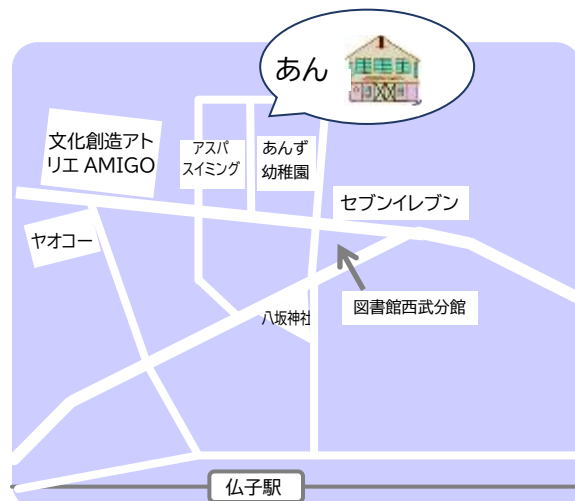 あん
文化創造アト
リエ AMIGO
アスパ
スイミング
あんず
幼稚園
セブンイレブン
ヤオコー
図書館西武分館
八坂神社
仏子駅